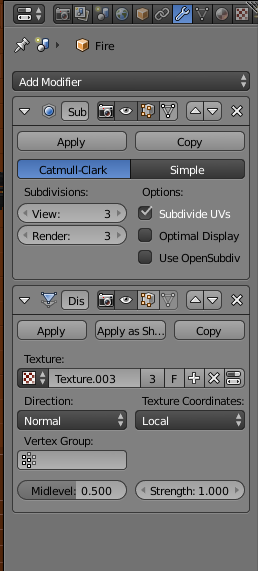 Fire
Add Modifier
Sub
Apply Copy
Catmull-Clark Simple
Subdivisions: Options:
View: 3 Subdivide UVs
Render: 3 Optimal Display
Use OpenSubdiv
Dis
Apply Apply as Sh... Copy
Texture:
Texture.003 3 F
Direction: Texture Coordinates:
Normal Local
Vertex Group:
Midlevel: 0.500 Strength: 1.000